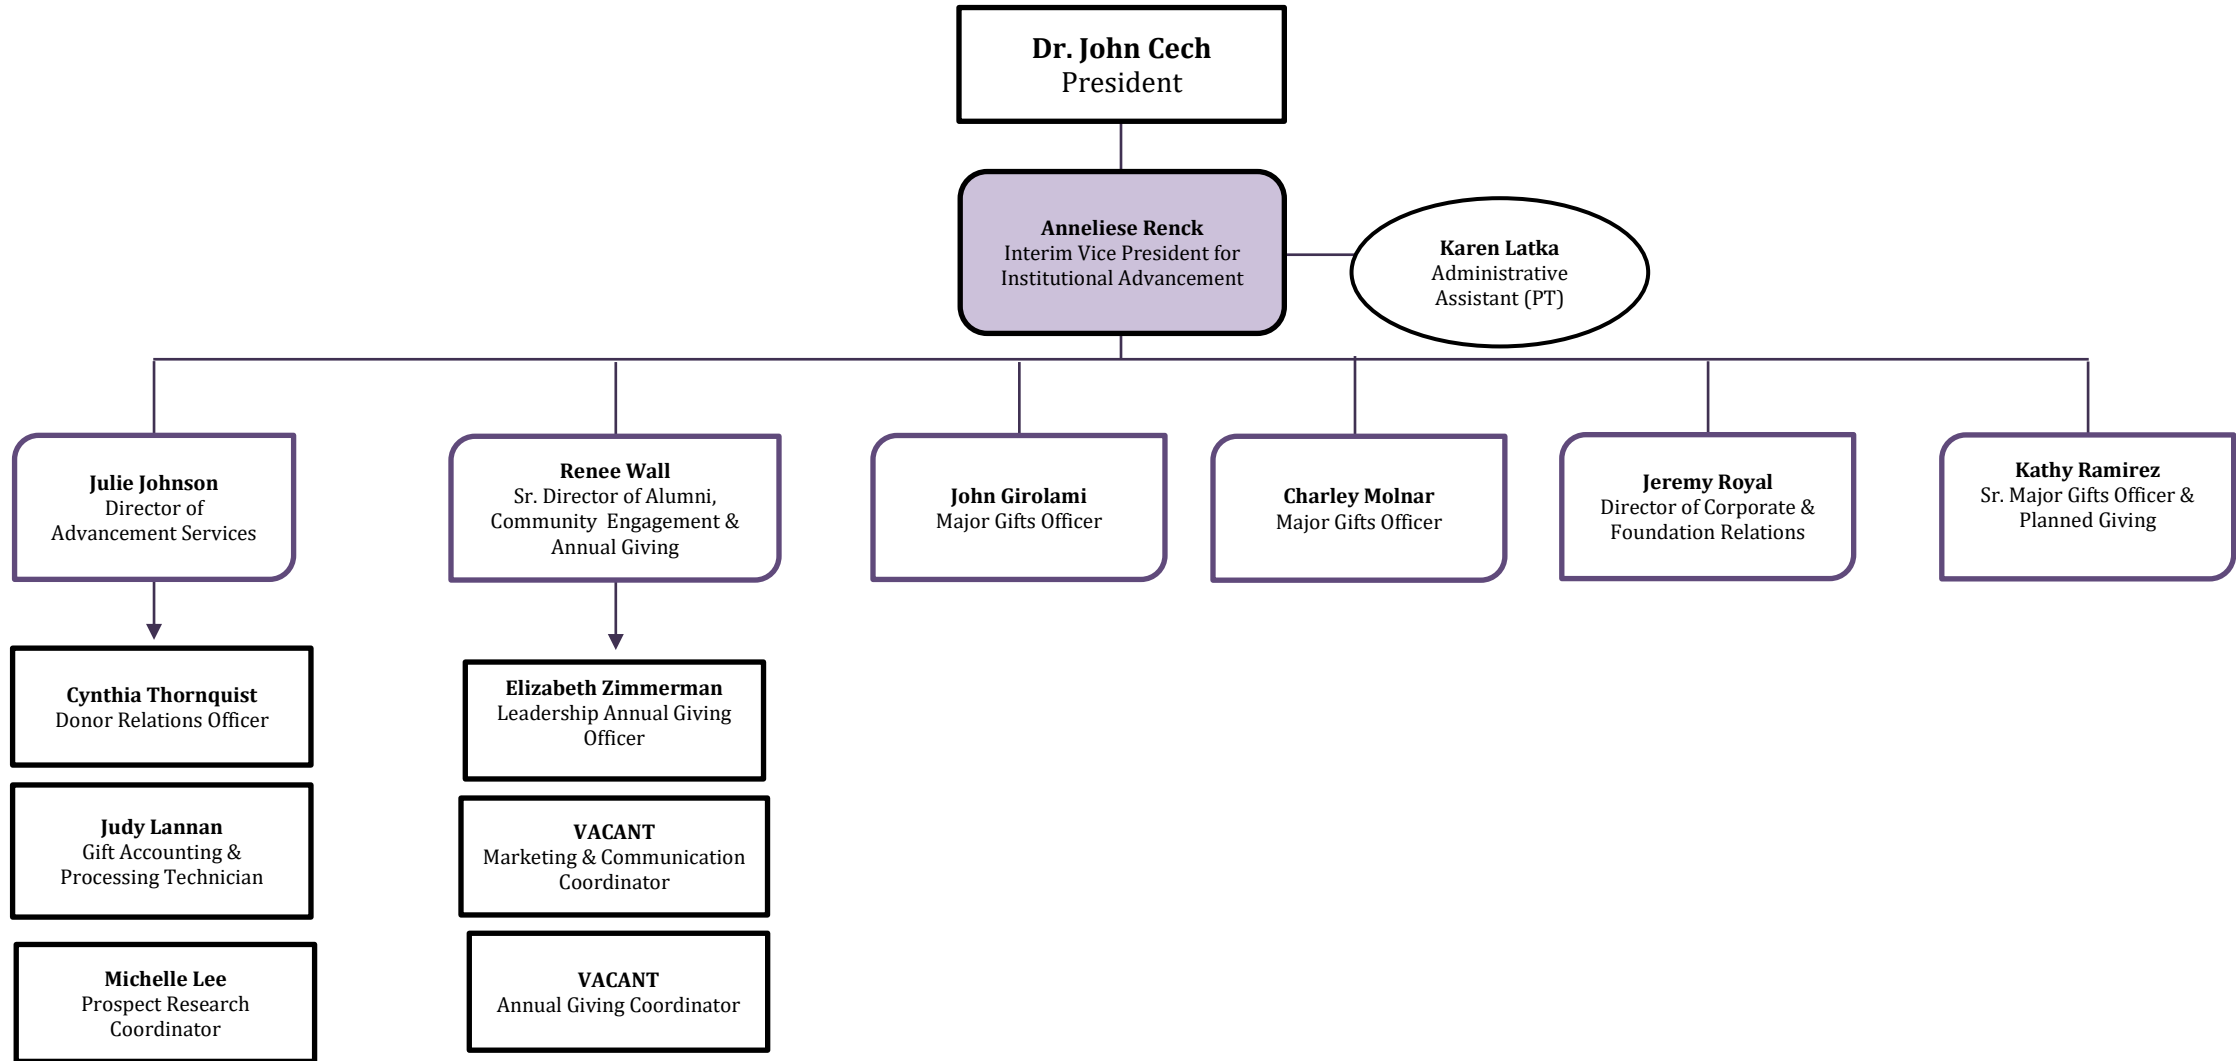 Dr. John Cech
President
Anneliese Renck
Interim Vice President for
Institutional Advancement
Karen Latka
Administrative
Assistant (PT)
Julie Johnson
Director of
Advancement Services
Renee Wall
Sr. Director of Alumni,
Community  Engagement &
Annual Giving
John Girolami
Major Gifts Officer
Charley Molnar
Major Gifts Officer
Jeremy Royal
Director of Corporate &
Foundation Relations
Kathy Ramirez
Sr. Major Gifts Officer &
Planned Giving
Cynthia Thornquist
Donor Relations Officer
Judy Lannan
Gift Accounting &
Processing Technician
Michelle Lee
Prospect Research
Coordinator
Elizabeth Zimmerman
Leadership Annual Giving
Officer
VACANT
Marketing & Communication
Coordinator
VACANT
Annual Giving Coordinator